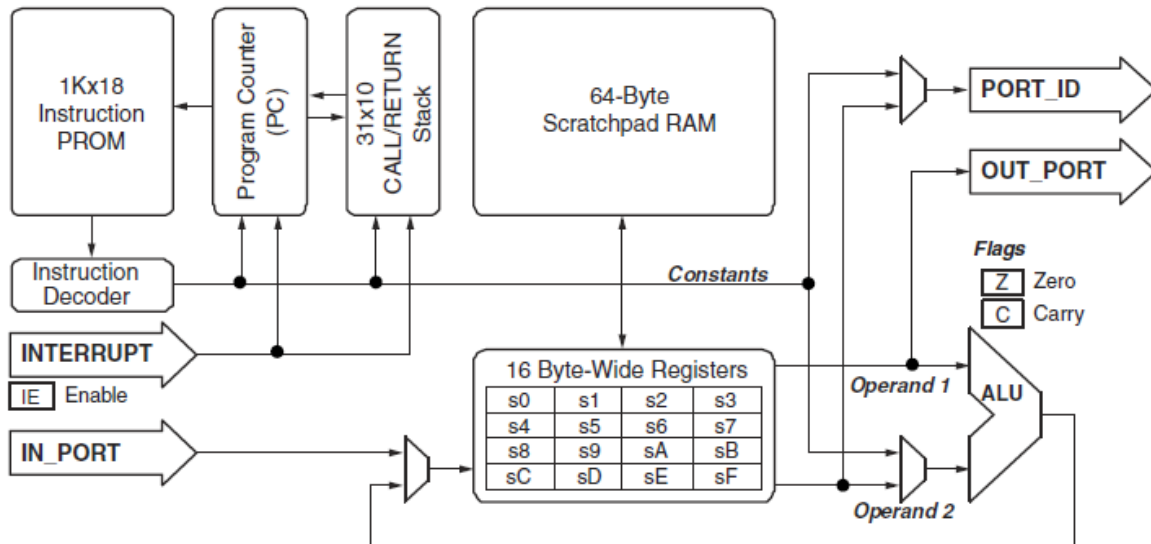 1Kx18
Instruction
PROM
Program Counter
(PC)
31x10
CALL/RETURN
Stack
64-Byte
Scratchpad RAM
PORT_ID
OUT_PORT
Instruction
Decoder
Constants
Flags
Z Zero
C Carry
INTERRUPT
IE Enable
16 Byte-Wide Registers
s0 s1 s2 s3
s4 s5 s6 s7
s8 s9 sA sB
sC sD sE sF
Operand 1
ALU
IN_PORT
Operand 2